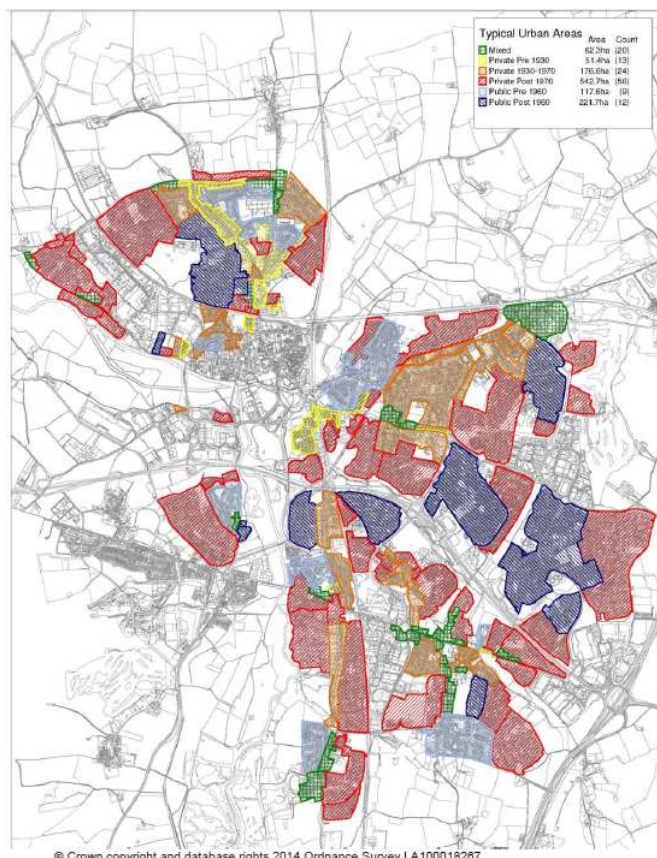 Typical Urban Areas Area Count
Mixed 62.3ha (20)
Private Pre 1930 51.4ha (13)
Private 1930-1970 176.6ha (24)
Private Post 1970 542.7ha (56)
Public Pre 1960 117.6ha (9)
Public Post 1960 221.7ha (12)
© Crown copyright and database rights 2014 Ordnance Survey LA100018267